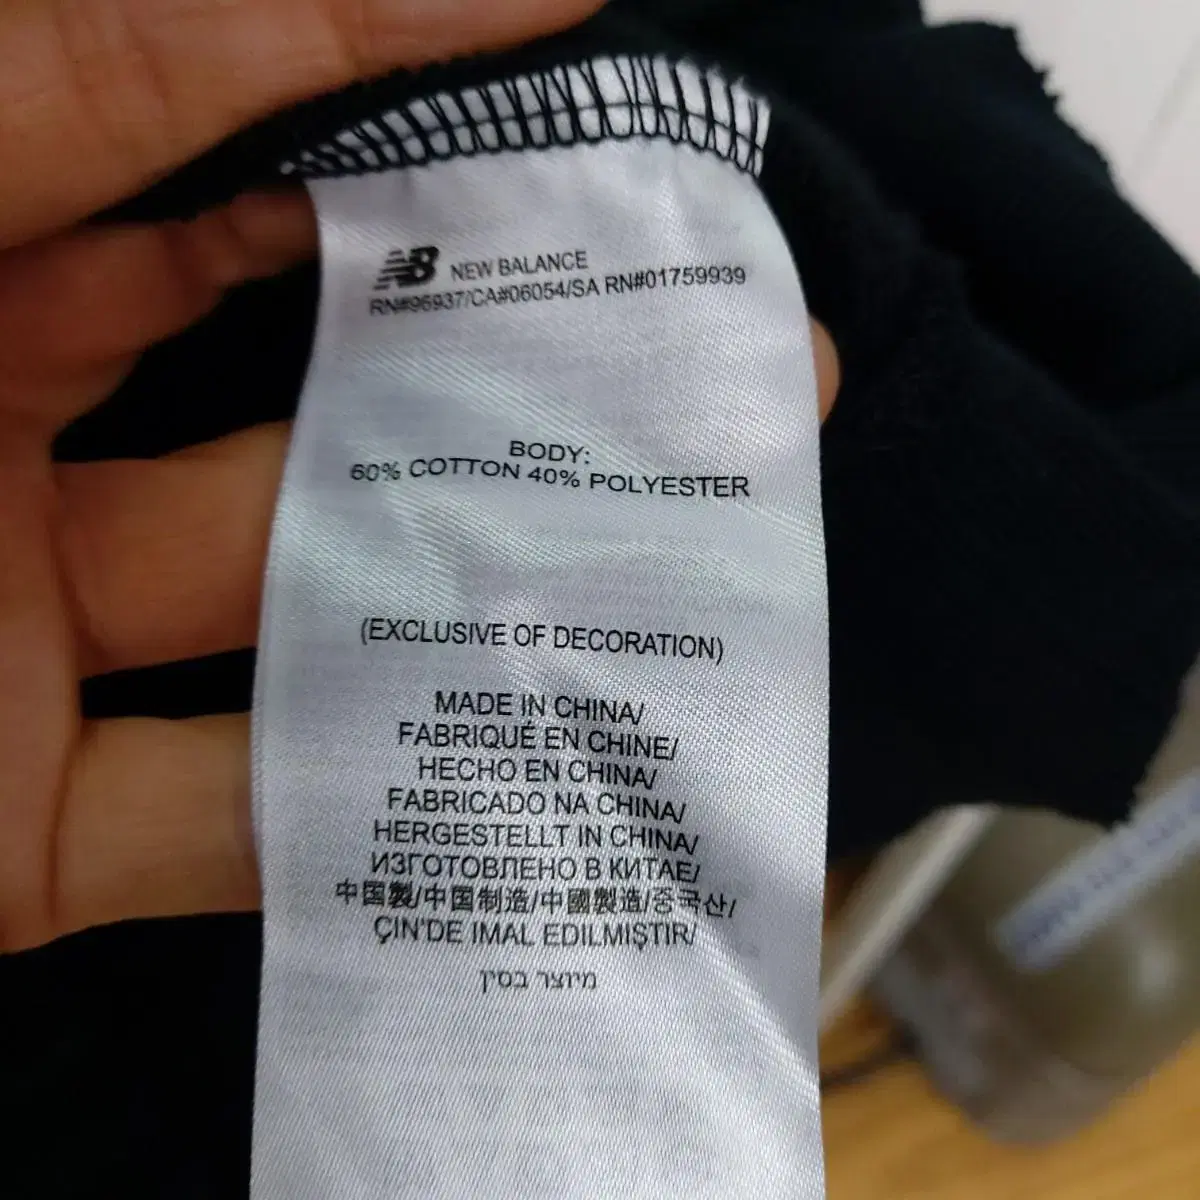 NB NEW BALANCE
RN#96937/CA#06054/SA RN#01759939
BODY:
60% COTTON 40% POLYESTER
(EXCLUSIVE OF DECORATION)
MADE IN CHINA/
FABRIQUÉ EN CHINE/
HECHO EN CHINA/
FABRICADO NA CHINA/
HERGESTELLT IN CHINA/
ИЗГОТОВЛЕНО В КИТАЕ/
中国製/中国制造/中國製造/중국산/
ÇIN'DE IMAL EDILMIŞTIR/
מיוצר בסין